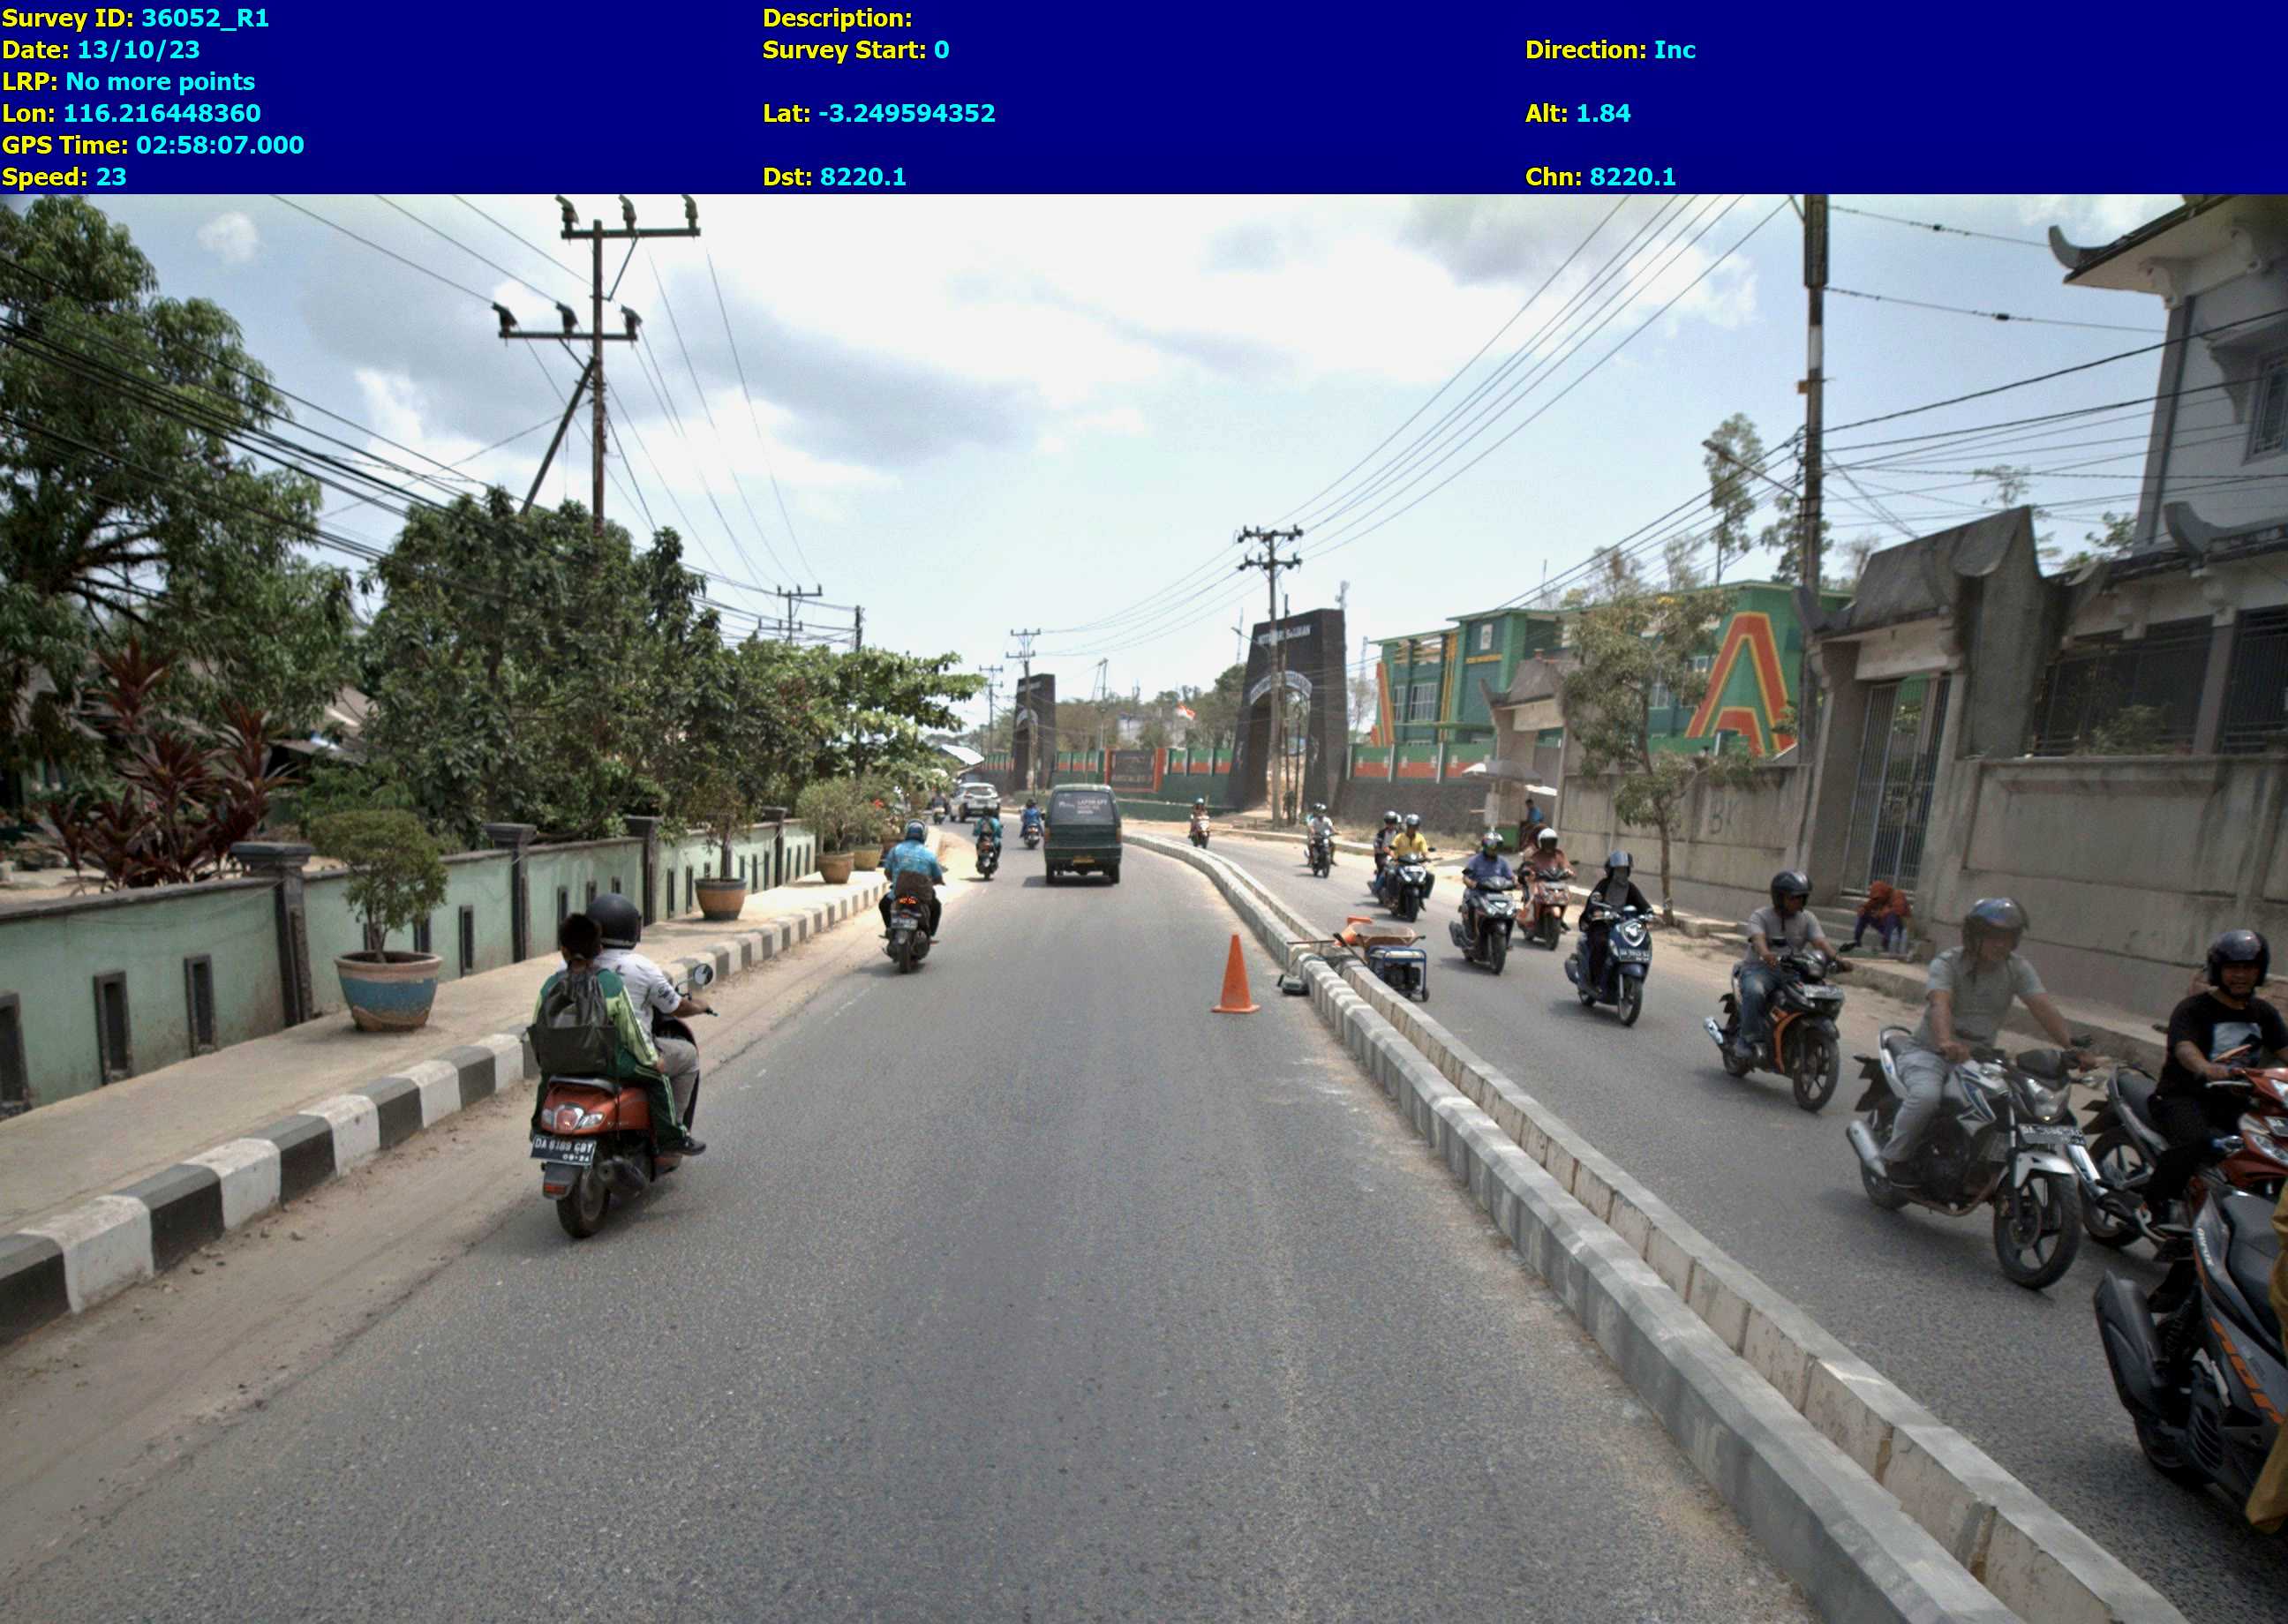 Survey ID: 36052_R1
Description:
Date: 13/10/23
Survey Start: 0
Direction: Inc
LRP: No more points
Lon: 116.216448360
Lat: -3.249594352
Alt: 1.84
GPS Time: 02:58:07.000
Speed: 23
Dst: 8220.1
Chn: 8220.1
DA 6189 GBY